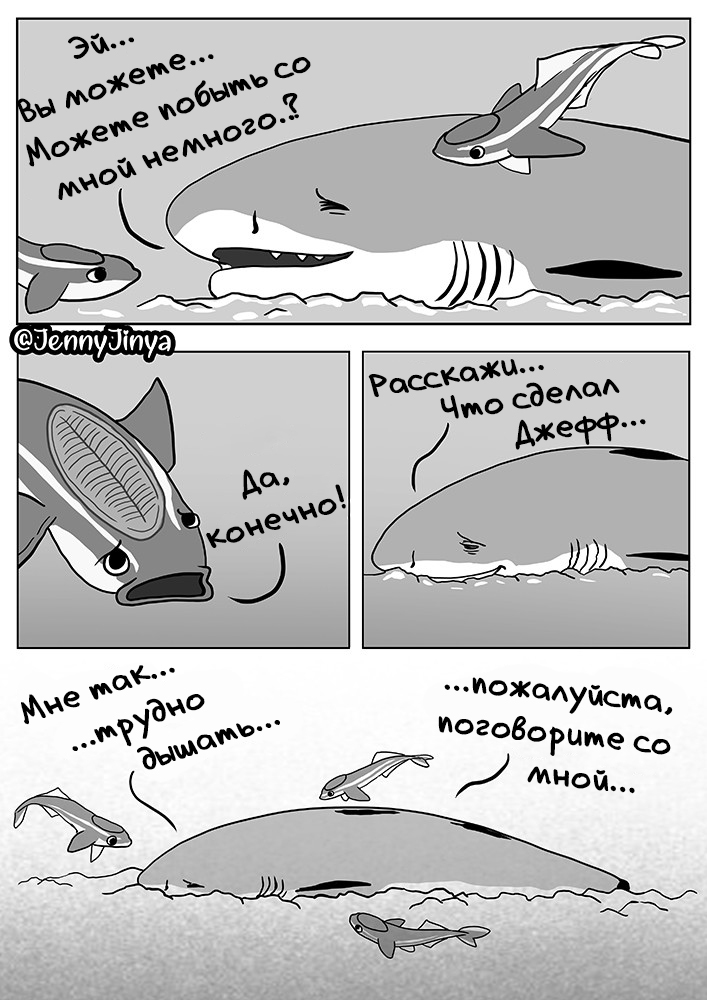 Эй...
Вы можете...
Можете побыть со
мной немного.?
@JennyJinya
Да,
конечно!
Расскажи...
Что сделал
Джефф...
Мне так...
...трудно
дышать...
...пожалуйста,
поговорите со
мной...